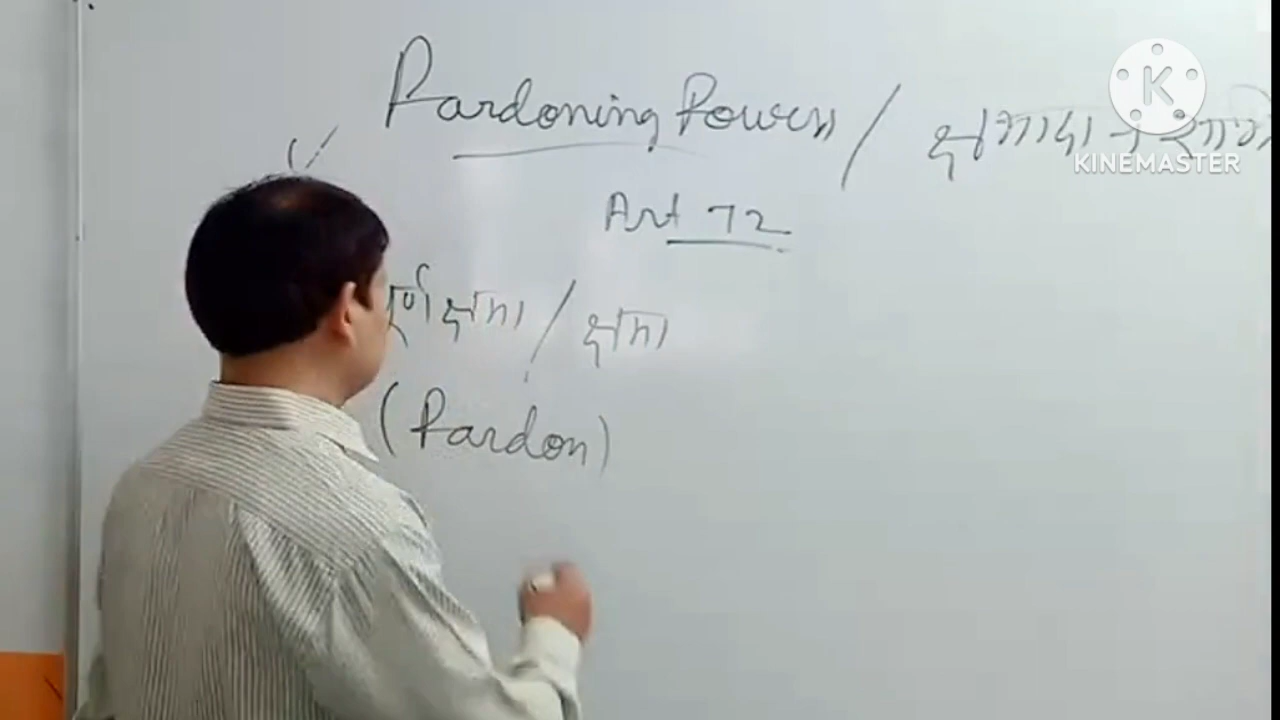 Pardoning Powers / क्षमादान
Art 72
क्षमा / क्षमा
(Pardon)
K
KINEMASTER